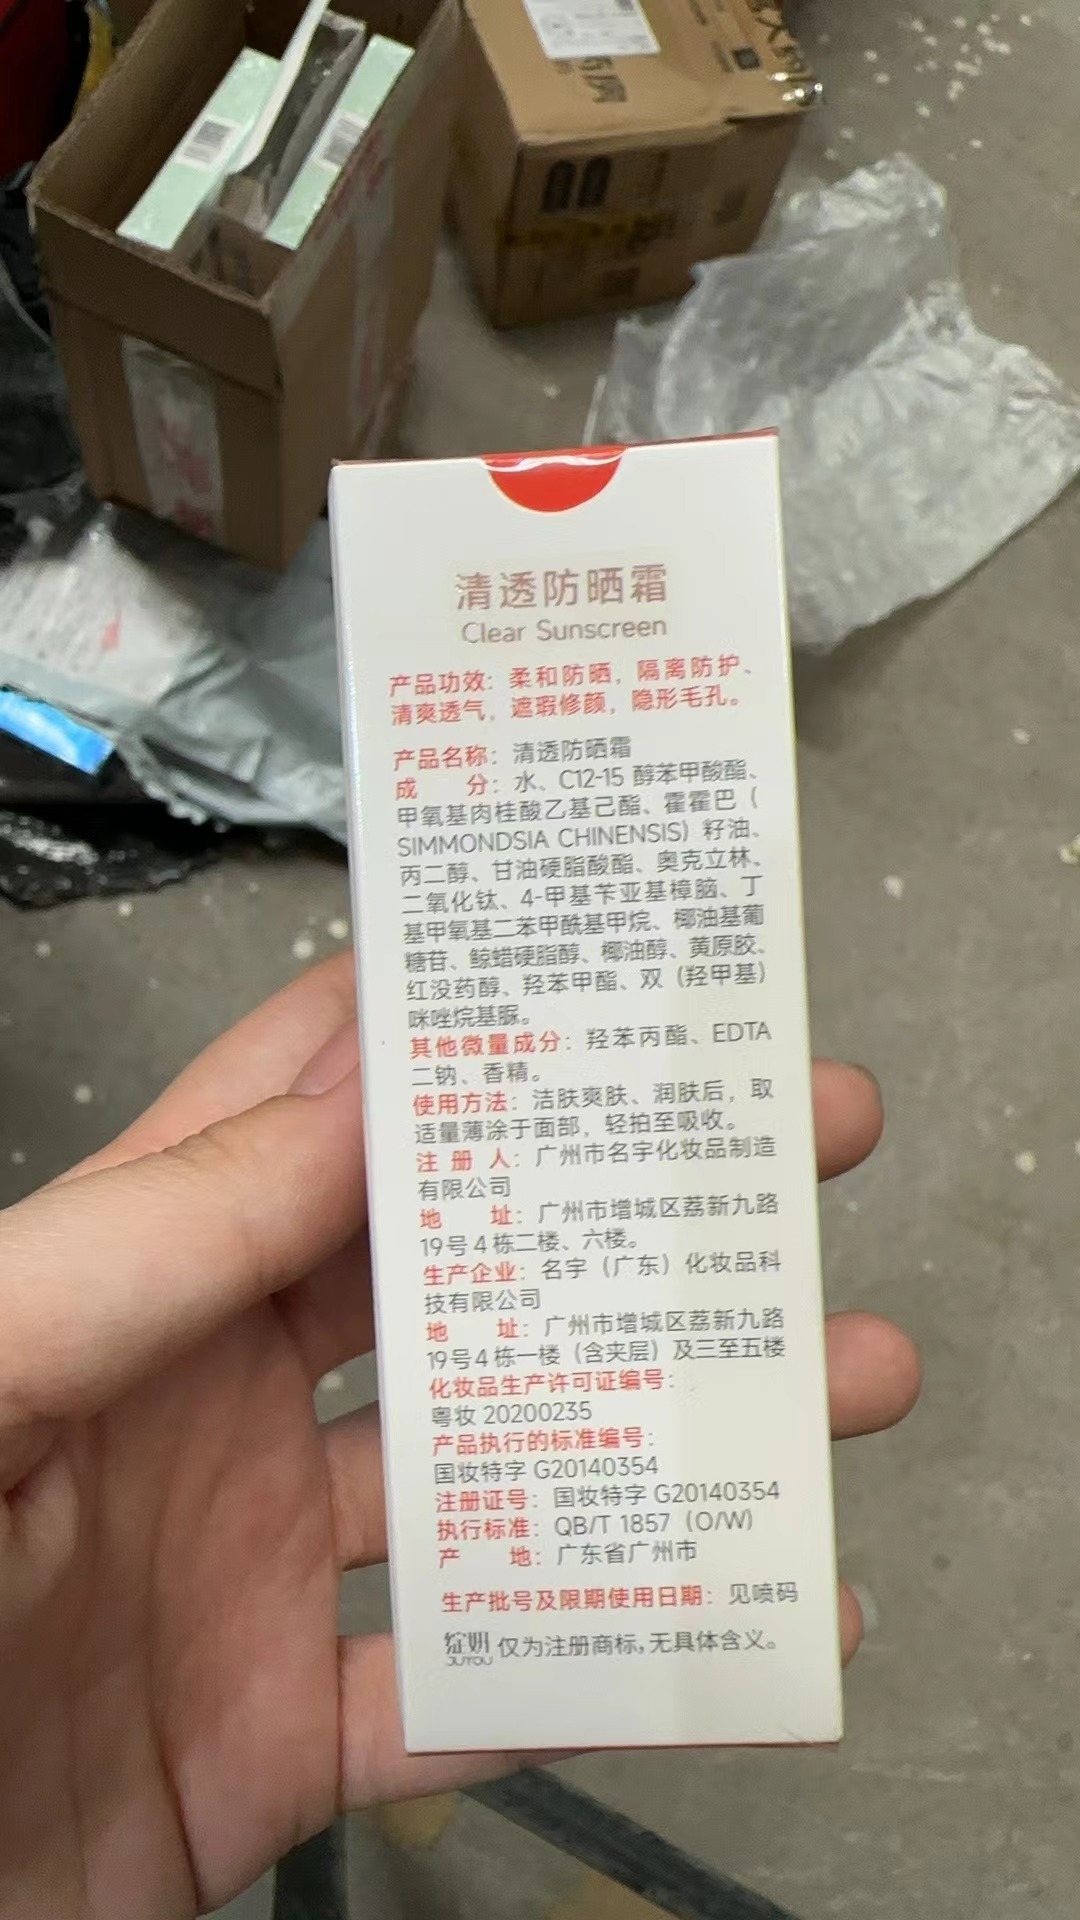 清透防晒霜
Clear Sunscreen
产品功效：柔和防晒，隔离防护、
清爽透气，遮瑕修颜，隐形毛孔。
产品名称：清透防晒霜
成 分：水、C12-15 醇苯甲酸酯、
甲氧基肉桂酸乙基己酯、霍霍巴（
SIMMONDSIA CHINENSIS）籽油、
丙二醇、甘油硬脂酸酯、奥克立林、
二氧化钛、4-甲基苄亚基樟脑、丁
基甲氧基二苯甲酰基甲烷、椰油基葡
糖苷、鲸蜡硬脂醇、椰油醇、黄原胶、
红没药醇、羟苯甲酯、双（羟甲基）
咪唑烷基脲。
其他微量成分：羟苯丙酯、EDTA
二钠、香精。
使用方法：洁肤爽肤、润肤后，取
适量薄涂于面部，轻拍至吸收。
注 册 人：广州市名宇化妆品制造
有限公司
地 址：广州市增城区荔新九路
19号4栋二楼、六楼。
生产企业：名宇（广东）化妆品科
技有限公司
地 址：广州市增城区荔新九路
19号4栋一楼（含夹层）及三至五楼
化妆品生产许可证编号：
粤妆 20200235
产品执行的标准编号：
国妆特字 G20140354
注册证号：国妆特字 G20140354
执行标准：QB/T 1857（O/W）
产 地：广东省广州市
生产批号及限期使用日期：见喷码
绽妍 JUYOU 仅为注册商标，无具体含义。